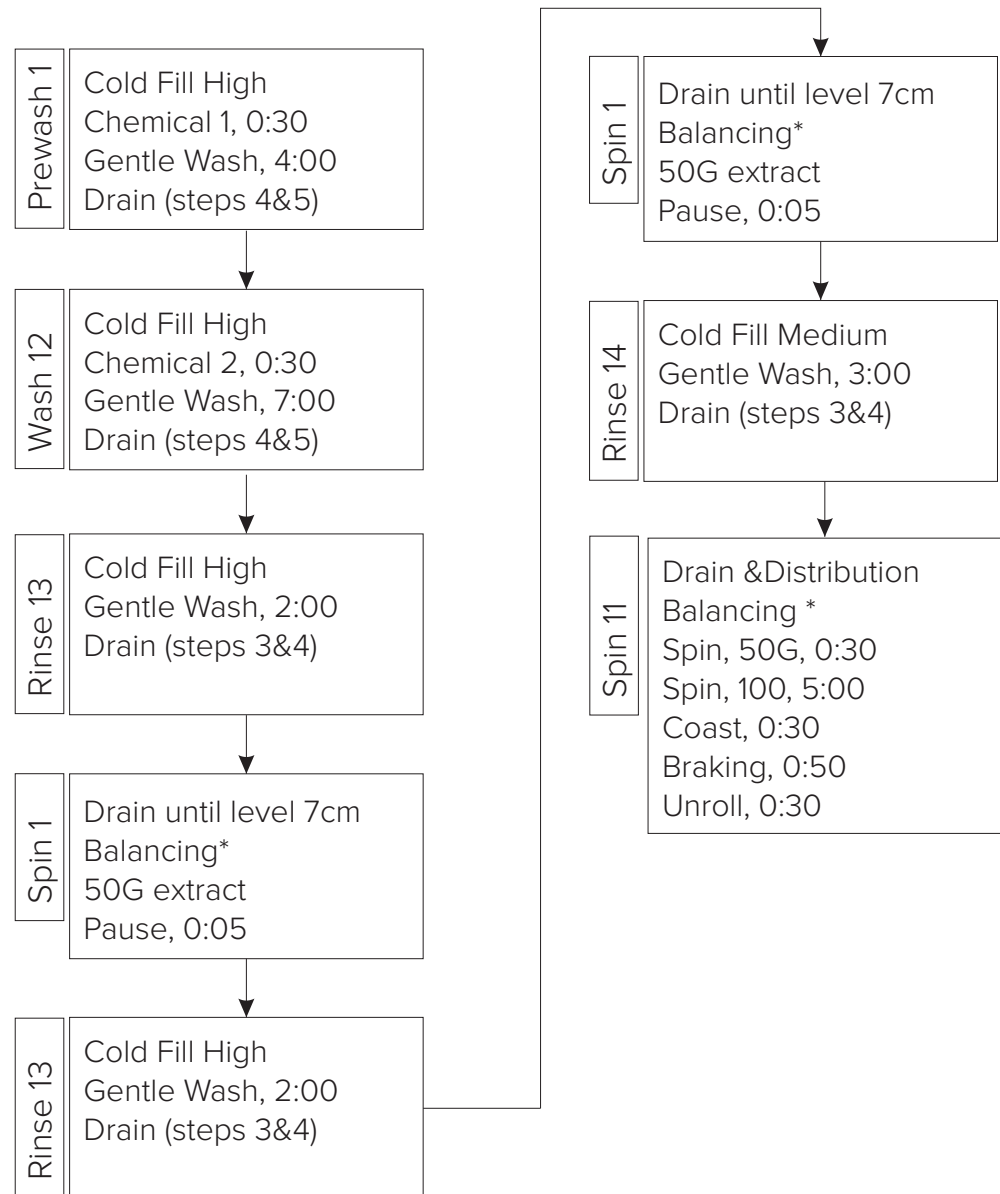 Prewash 1
Cold Fill High
Chemical 1, 0:30
Gentle Wash, 4:00
Drain (steps 4&5)
Wash 12
Cold Fill High
Chemical 2, 0:30
Gentle Wash, 7:00
Drain (steps 4&5)
Rinse 13
Cold Fill High
Gentle Wash, 2:00
Drain (steps 3&4)
Spin 1
Drain until level 7cm
Balancing*
50G extract
Pause, 0:05
Rinse 13
Cold Fill High
Gentle Wash, 2:00
Drain (steps 3&4)
Spin 1
Drain until level 7cm
Balancing*
50G extract
Pause, 0:05
Rinse 14
Cold Fill Medium
Gentle Wash, 3:00
Drain (steps 3&4)
Spin 11
Drain &Distribution
Balancing *
Spin, 50G, 0:30
Spin, 100, 5:00
Coast, 0:30
Braking, 0:50
Unroll, 0:30